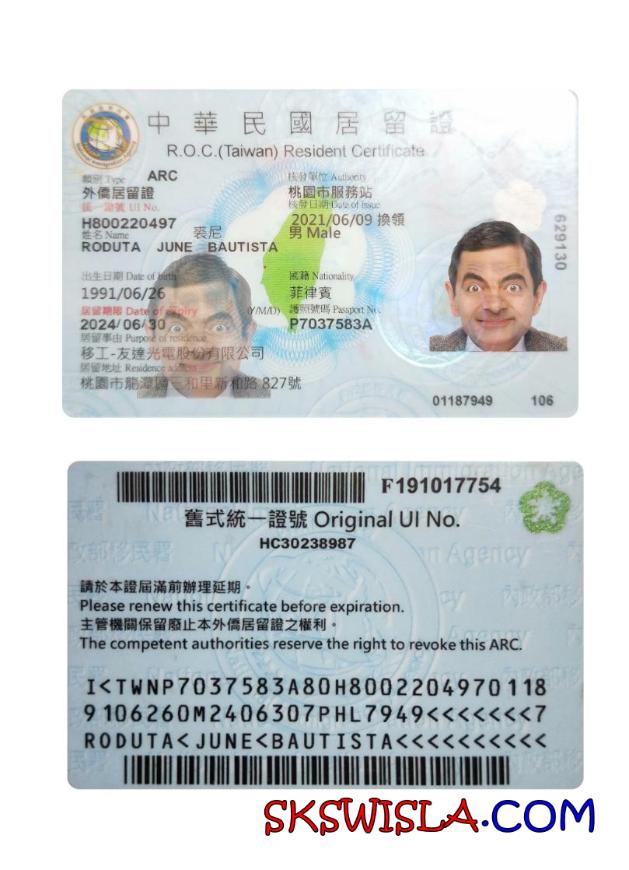 中華民國居留證
R.O.C.(Taiwan) Resident Certificate
類別 Type ARC
外僑居留證
核發單位 Authority
桃園市服務站
統一證號 UI No.
H800220497
核發日期 Date of issue
2021/06/09 換領
姓名 Name 裘尼
RODUTA JUNE BAUTISTA
男 Male
出生日期 Date of birth
1991/06/26
國籍 Nationality
菲律賓
居留期限 Date of expiry (Y/M/D)
2024/06/30
護照號碼 Passport No.
P7037583A
居留事由 Purpose of residence
移工-友達光電股份有限公司
居留地址 Residence address
桃園市龍潭區三和里新和路 827號
629130
01187949 106
F191017754
舊式統一證號 Original UI No.
HC30238987
請於本證屆滿前辦理延期。
Please renew this certificate before expiration.
主管機關保留廢止本外僑居留證之權利。
The competent authorities reserve the right to revoke this ARC.
I<TWNP7037583A80H8002204970118
9106260M2406307PHL7949<<<<<<<7
RODUTA<JUNE<BAUTISTA<<<<<<<<<<
SKSWISLA.COM